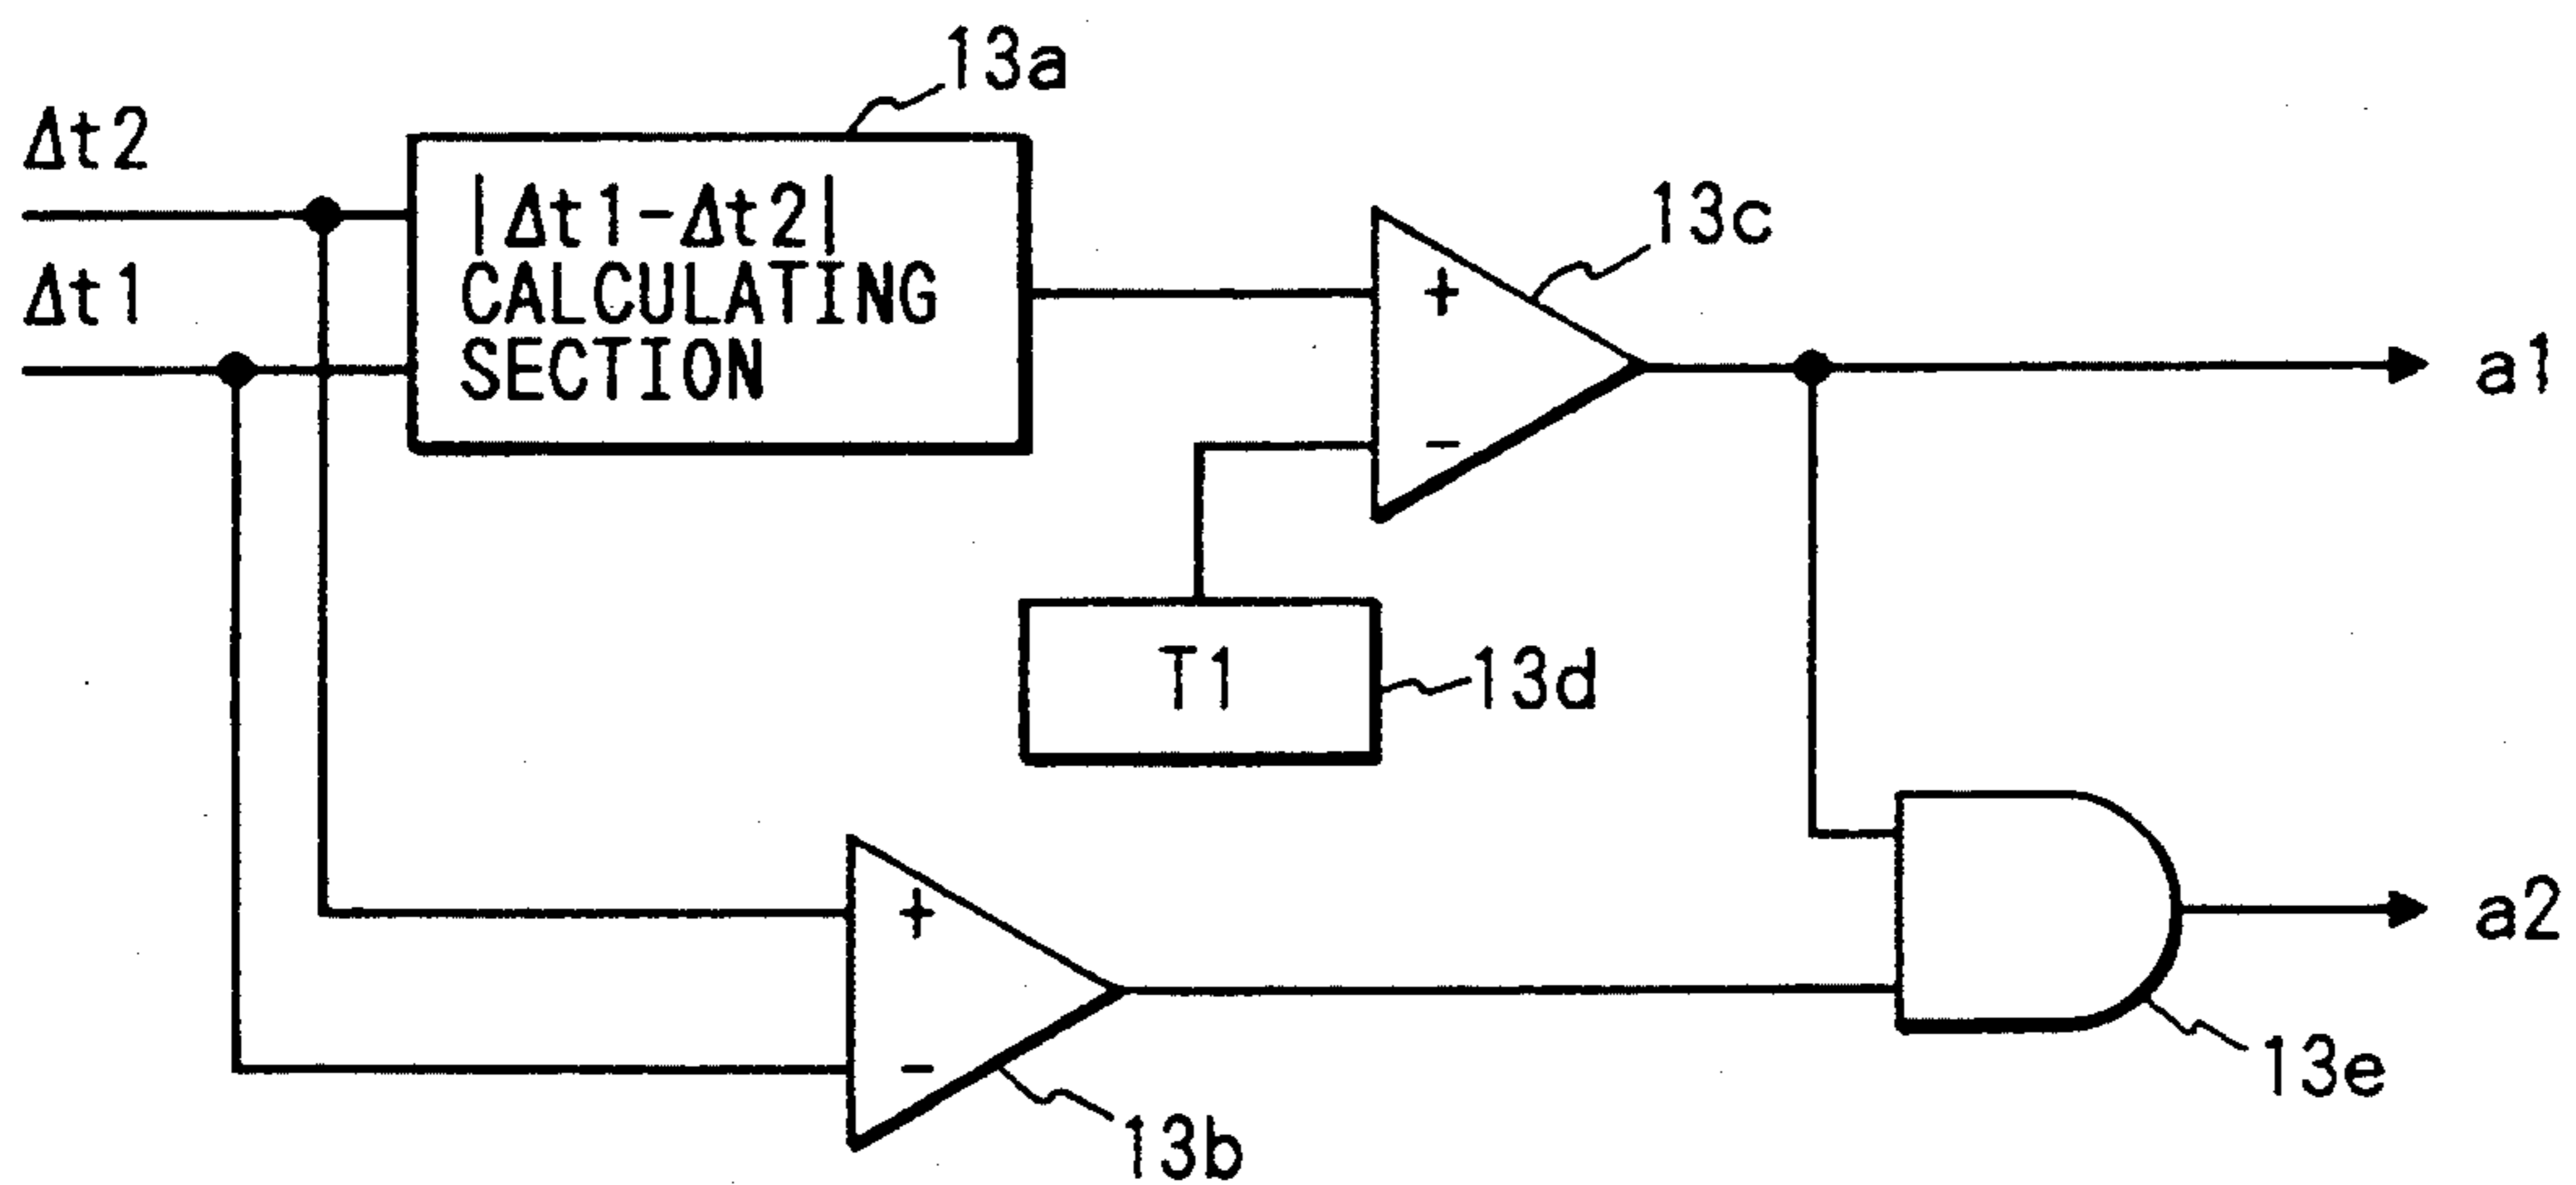 13a
Δt2
|Δt1-Δt2|
CALCULATING
SECTION
Δt1
13c
+
-
a1
T1
13d
+
-
13b
a2
13e